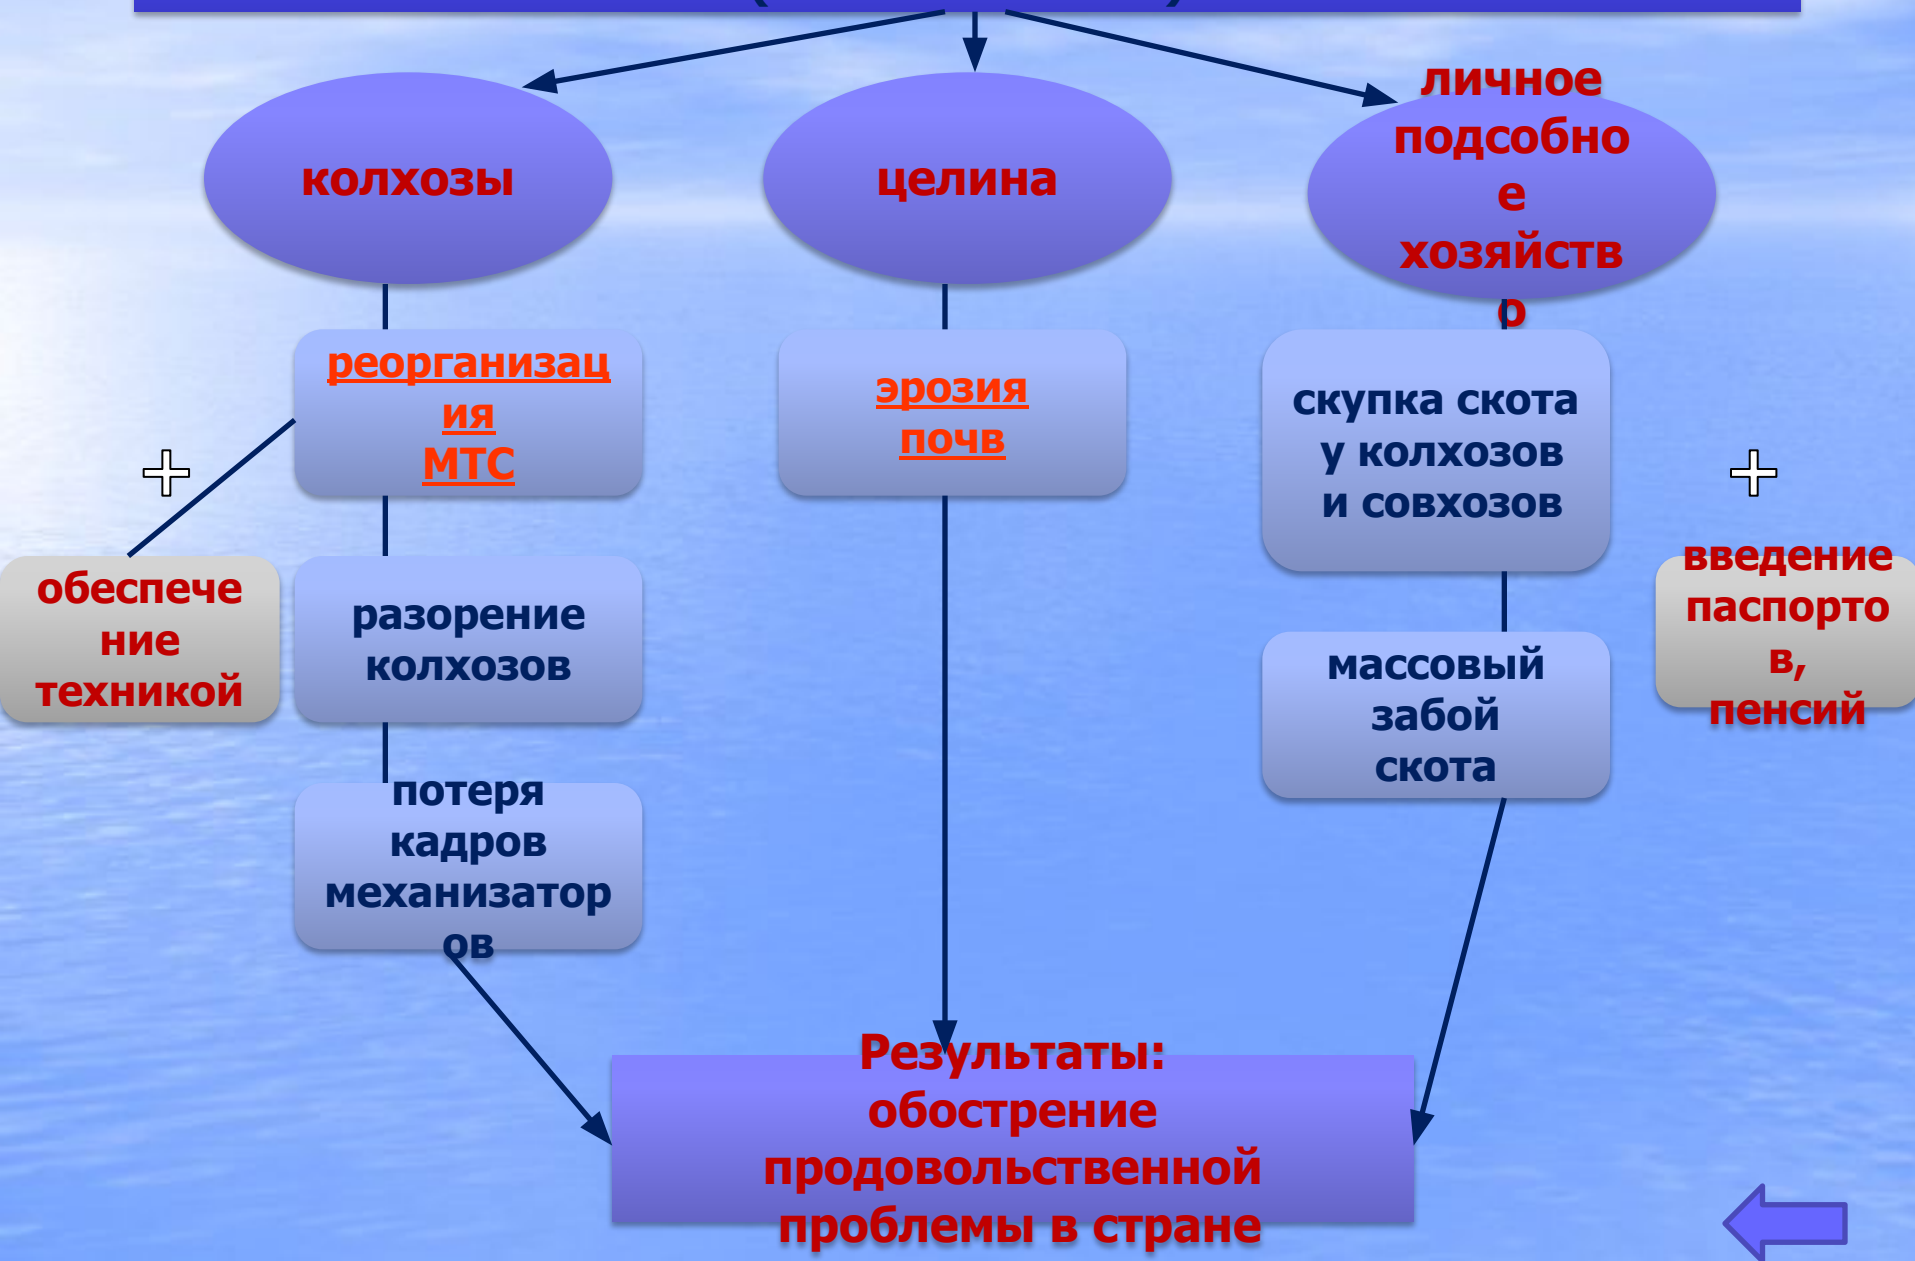 колхозы
целина
личное
подсобно
е
хозяйств
о
реорганизац
ия
МТС
эрозия
почв
скупка скота
у колхозов
и совхозов
обеспече
ние
техникой
разорение
колхозов
введение
паспорто
в,
пенсий
массовый
забой
скота
потеря
кадров
механизатор
ов
Результаты:
обострение
продовольственной
проблемы в стране